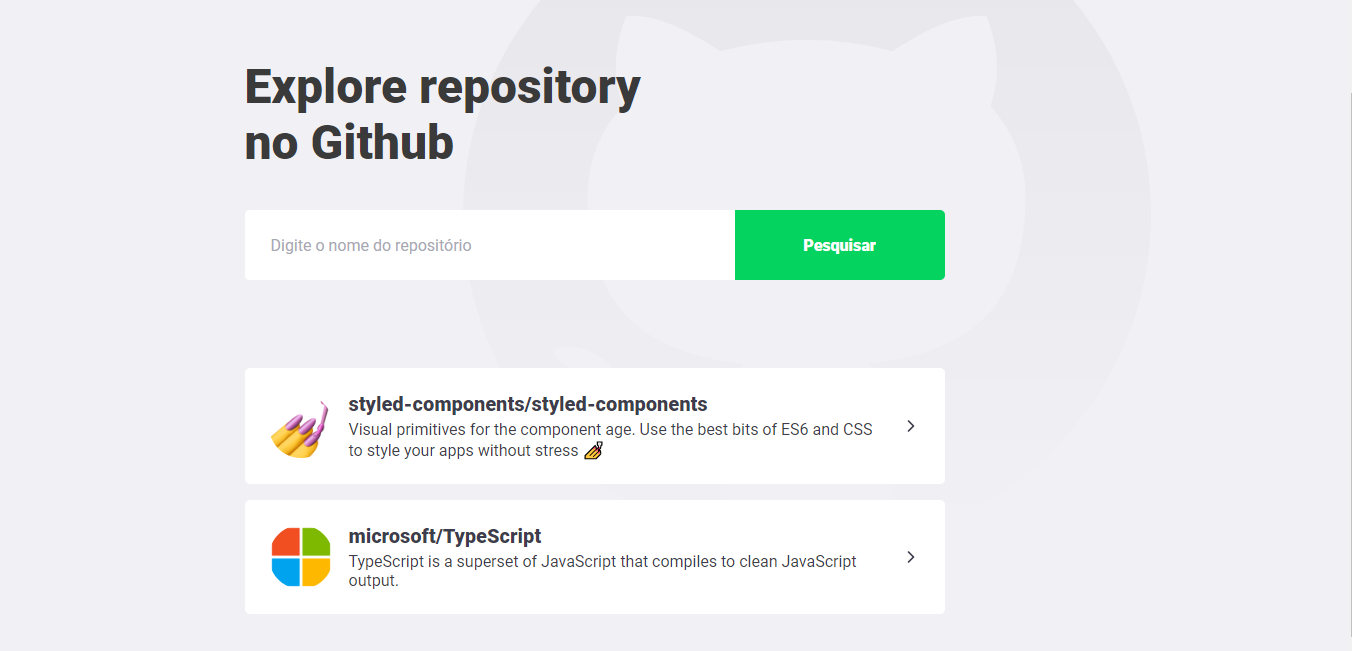 Explore repository
no Github
Digite o nome do repositório
Pesquisar
styled-components/styled-components
Visual primitives for the component age. Use the best bits of ES6 and CSS
to style your apps without stress 💅
microsoft/TypeScript
TypeScript is a superset of JavaScript that compiles to clean JavaScript
output.